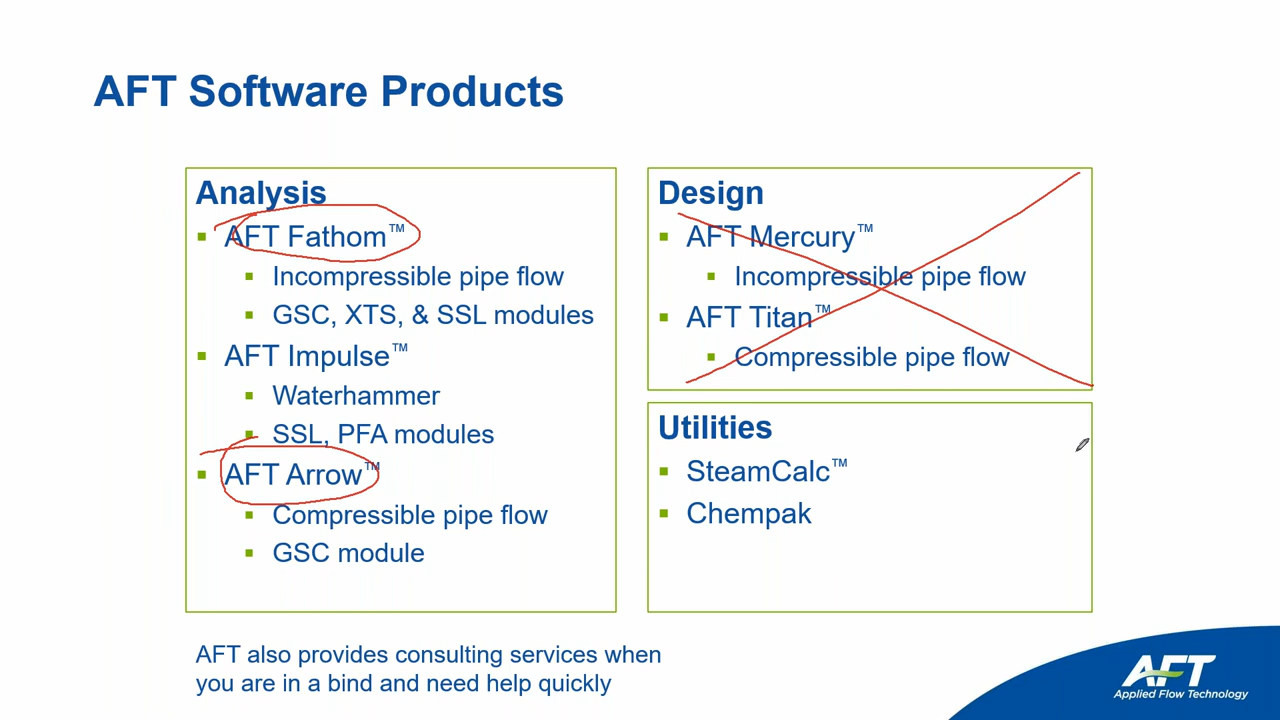 AFT Software Products
Analysis
AFT Fathom™
Incompressible pipe flow
GSC, XTS, & SSL modules
AFT Impulse™
Waterhammer
SSL, PFA modules
AFT Arrow™
Compressible pipe flow
GSC module
Design
AFT Mercury™
Incompressible pipe flow
AFT Titan™
Compressible pipe flow
Utilities
SteamCalc™
Chempak
AFT also provides consulting services when
you are in a bind and need help quickly
AFT
Applied Flow Technology